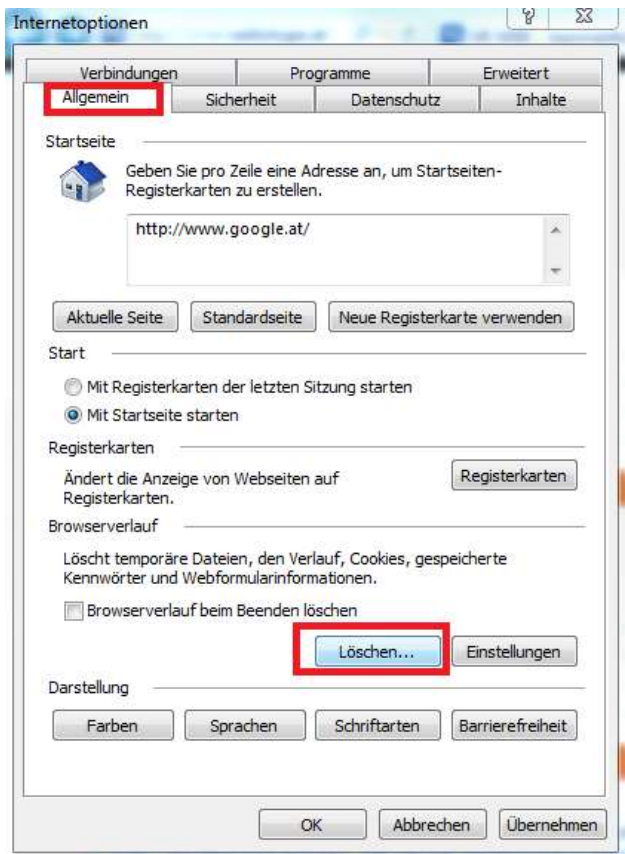 Internetoptionen
Verbindungen Programme Erweitert
Allgemein Sicherheit Datenschutz Inhalte
Startseite
Geben Sie pro Zeile eine Adresse an, um Startseiten-
Registerkarten zu erstellen.
http://www.google.at/
Aktuelle Seite Standardseite Neue Registerkarte verwenden
Start
Mit Registerkarten der letzten Sitzung starten
Mit Startseite starten
Registerkarten
Ändert die Anzeige von Webseiten auf
Registerkarten.
Registerkarten
Browserverlauf
Löscht temporäre Dateien, den Verlauf, Cookies, gespeicherte
Kennwörter und Webformularinformationen.
Browserverlauf beim Beenden löschen
Löschen... Einstellungen
Darstellung
Farben Sprachen Schriftarten Barrierefreiheit
OK Abbrechen Übernehmen